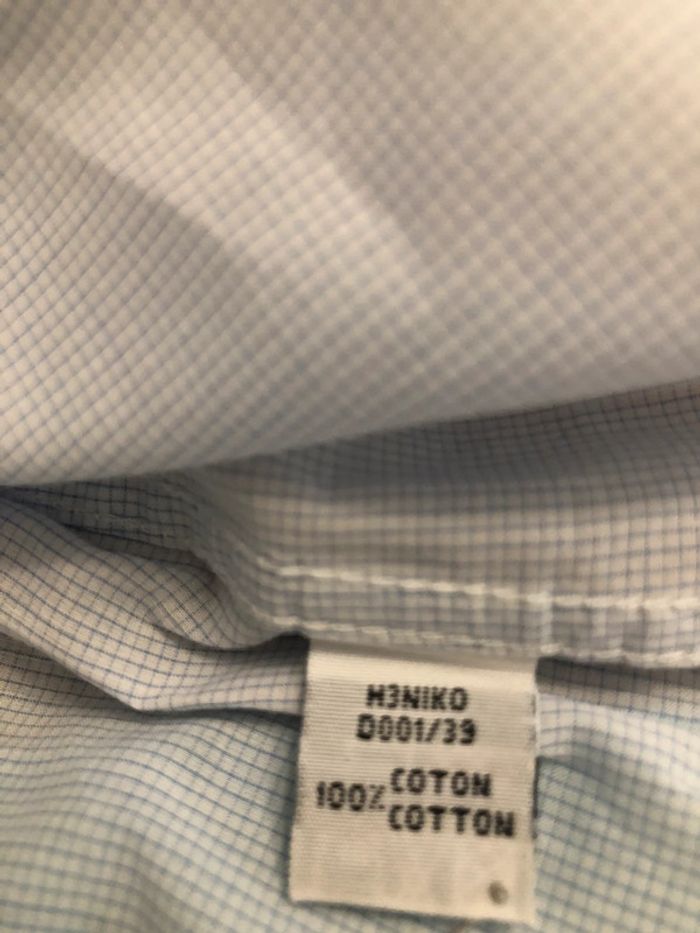 H3NIKO
D001/39
100% COTON
COTTON